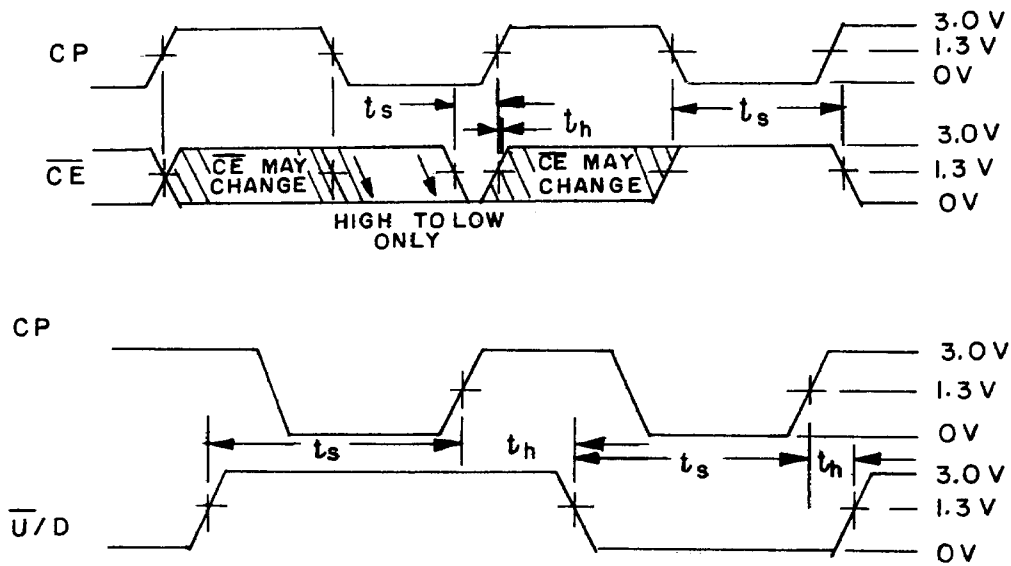 CP
3.0 V
1.3 V
0V
ts
th
ts
3.0 V
CE
CE MAY CHANGE
CE MAY CHANGE
1.3 V
0V
HIGH TO LOW ONLY
CP
3.0 V
1.3 V
0V
ts
th
ts
th
3.0 V
U/D
1.3 V
0V